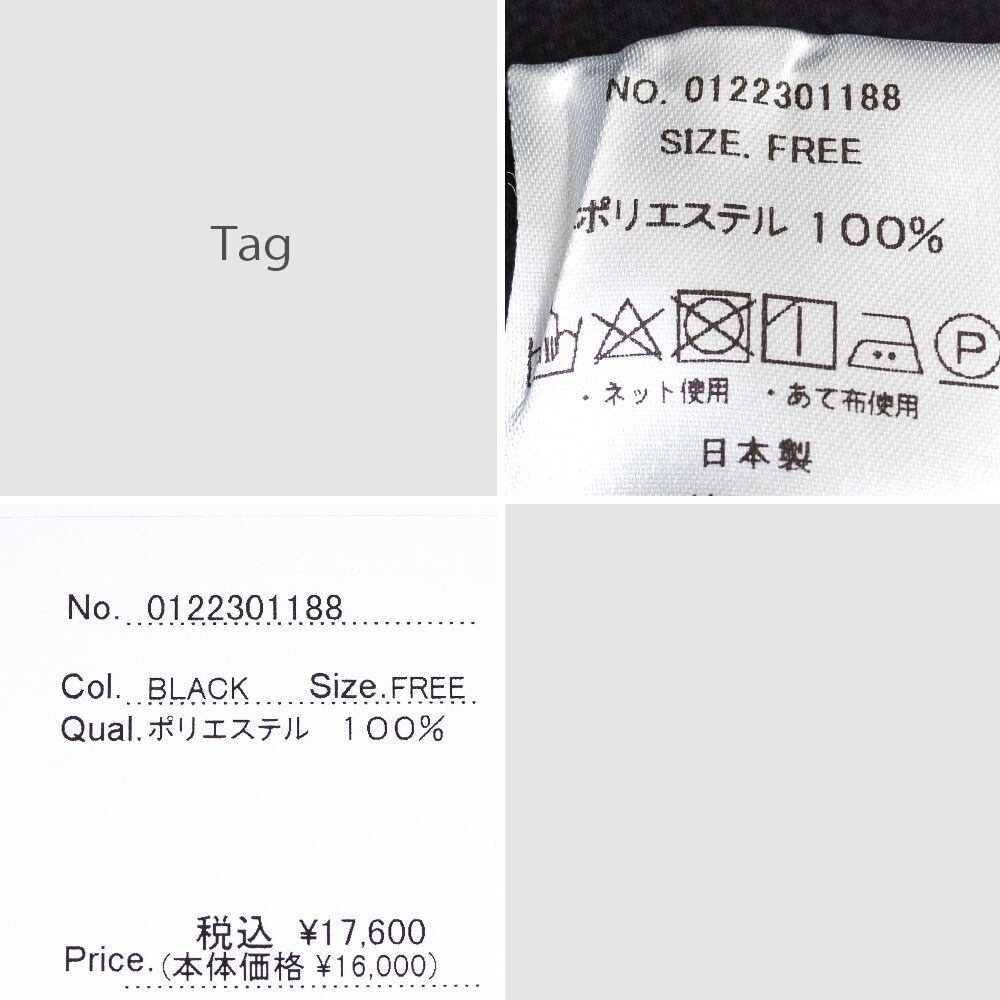 Tag
NO. 0122301188
SIZE. FREE
ポリエステル 100%
P
・ネット使用 ・あて布使用
日本製
No. 0122301188
Col. BLACK Size. FREE
Qual. ポリエステル 100%
税込 ¥17,600
Price. (本体価格 ¥16,000)